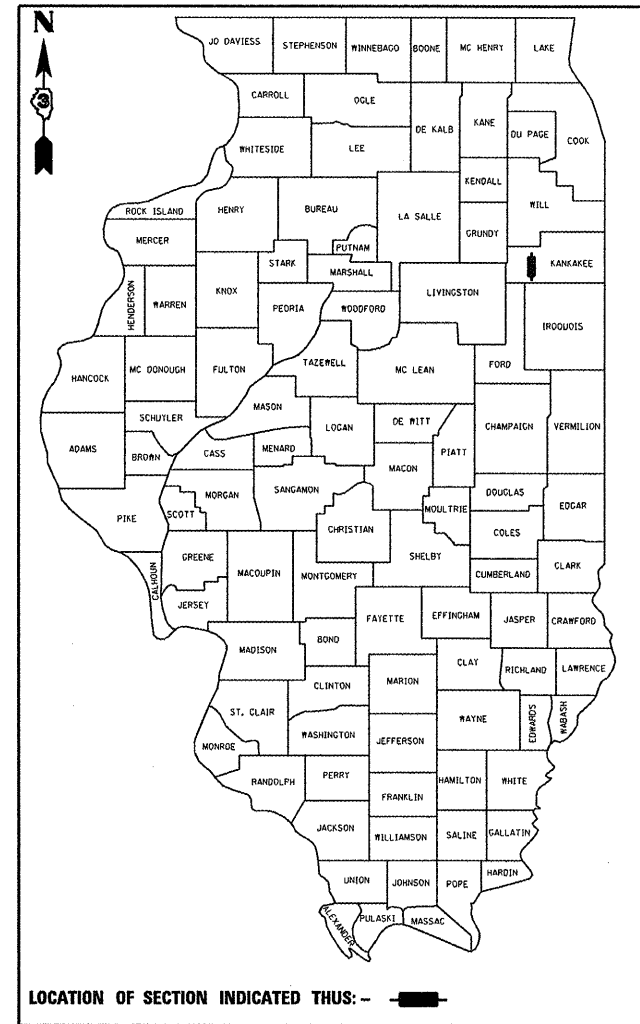 N
3
JO DAVIESS STEPHENSON WINNEBAGO BOONE MC HENRY LAKE
CARROLL OGLE DE KALB KANE DU PAGE COOK
WHITESIDE LEE
KENDALL WILL
ROCK ISLAND HENRY BUREAU LA SALLE GRUNDY
MERCER STARK PUTNAM KANKAKEE
HENDERSON WARREN KNOX MARSHALL LIVINGSTON
PEORIA WOODFORD IROQUOIS
HANCOCK MC DONOUGH FULTON TAZEWELL MC LEAN FORD
SCHUYLER MASON LOGAN DE WITT CHAMPAIGN VERMILION
ADAMS BROWN CASS MENARD MACON PIATT
PIKE SCOTT MORGAN SANGAMON CHRISTIAN MOULTRIE DOUGLAS EDGAR
COLES
CALHOUN GREENE MACOUPIN MONTGOMERY SHELBY CUMBERLAND CLARK
JERSEY FAYETTE EFFINGHAM JASPER CRAWFORD
MADISON BOND
CLINTON MARION CLAY RICHLAND LAWRENCE
ST. CLAIR WASHINGTON JEFFERSON WAYNE EDWARDS WABASH
MONROE
RANDOLPH PERRY FRANKLIN HAMILTON WHITE
JACKSON WILLIAMSON SALINE GALLATIN
UNION JOHNSON POPE HARDIN
ALEXANDER PULASKI MASSAC
LOCATION OF SECTION INDICATED THUS: -